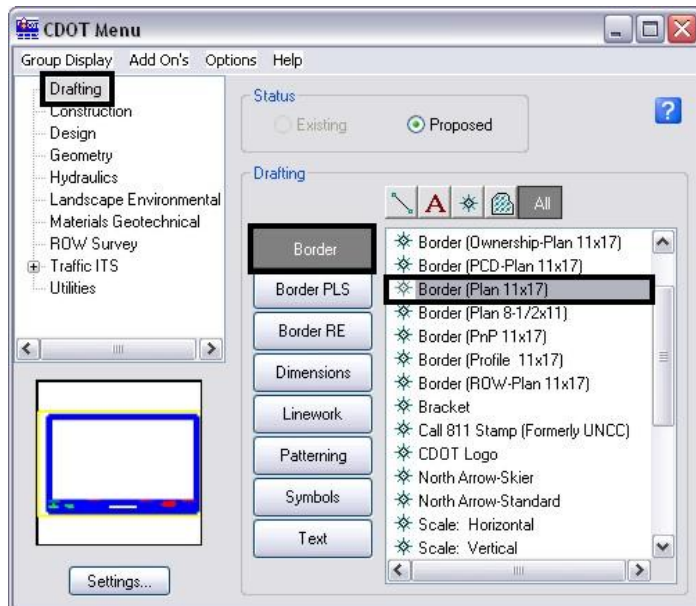 CDOT Menu
Group Display Add On's Options Help
Drafting
Construction
Design
Geometry
Hydraulics
Landscape Environmental
Materials Geotechnical
ROW Survey
Traffic ITS
Utilities
Status
Existing
Proposed
?
Drafting
A
All
Border
Border PLS
Border RE
Dimensions
Linework
Patterning
Symbols
Text
Border (Ownership-Plan 11x17)
Border (PCD-Plan 11x17)
Border (Plan 11x17)
Border (Plan 8-1/2x11)
Border (PnP 11x17)
Border (Profile 11x17)
Border (ROW-Plan 11x17)
Bracket
Call 811 Stamp (Formerly UNCC)
CDOT Logo
North Arrow-Skier
North Arrow-Standard
Scale: Horizontal
Scale: Vertical
Settings...